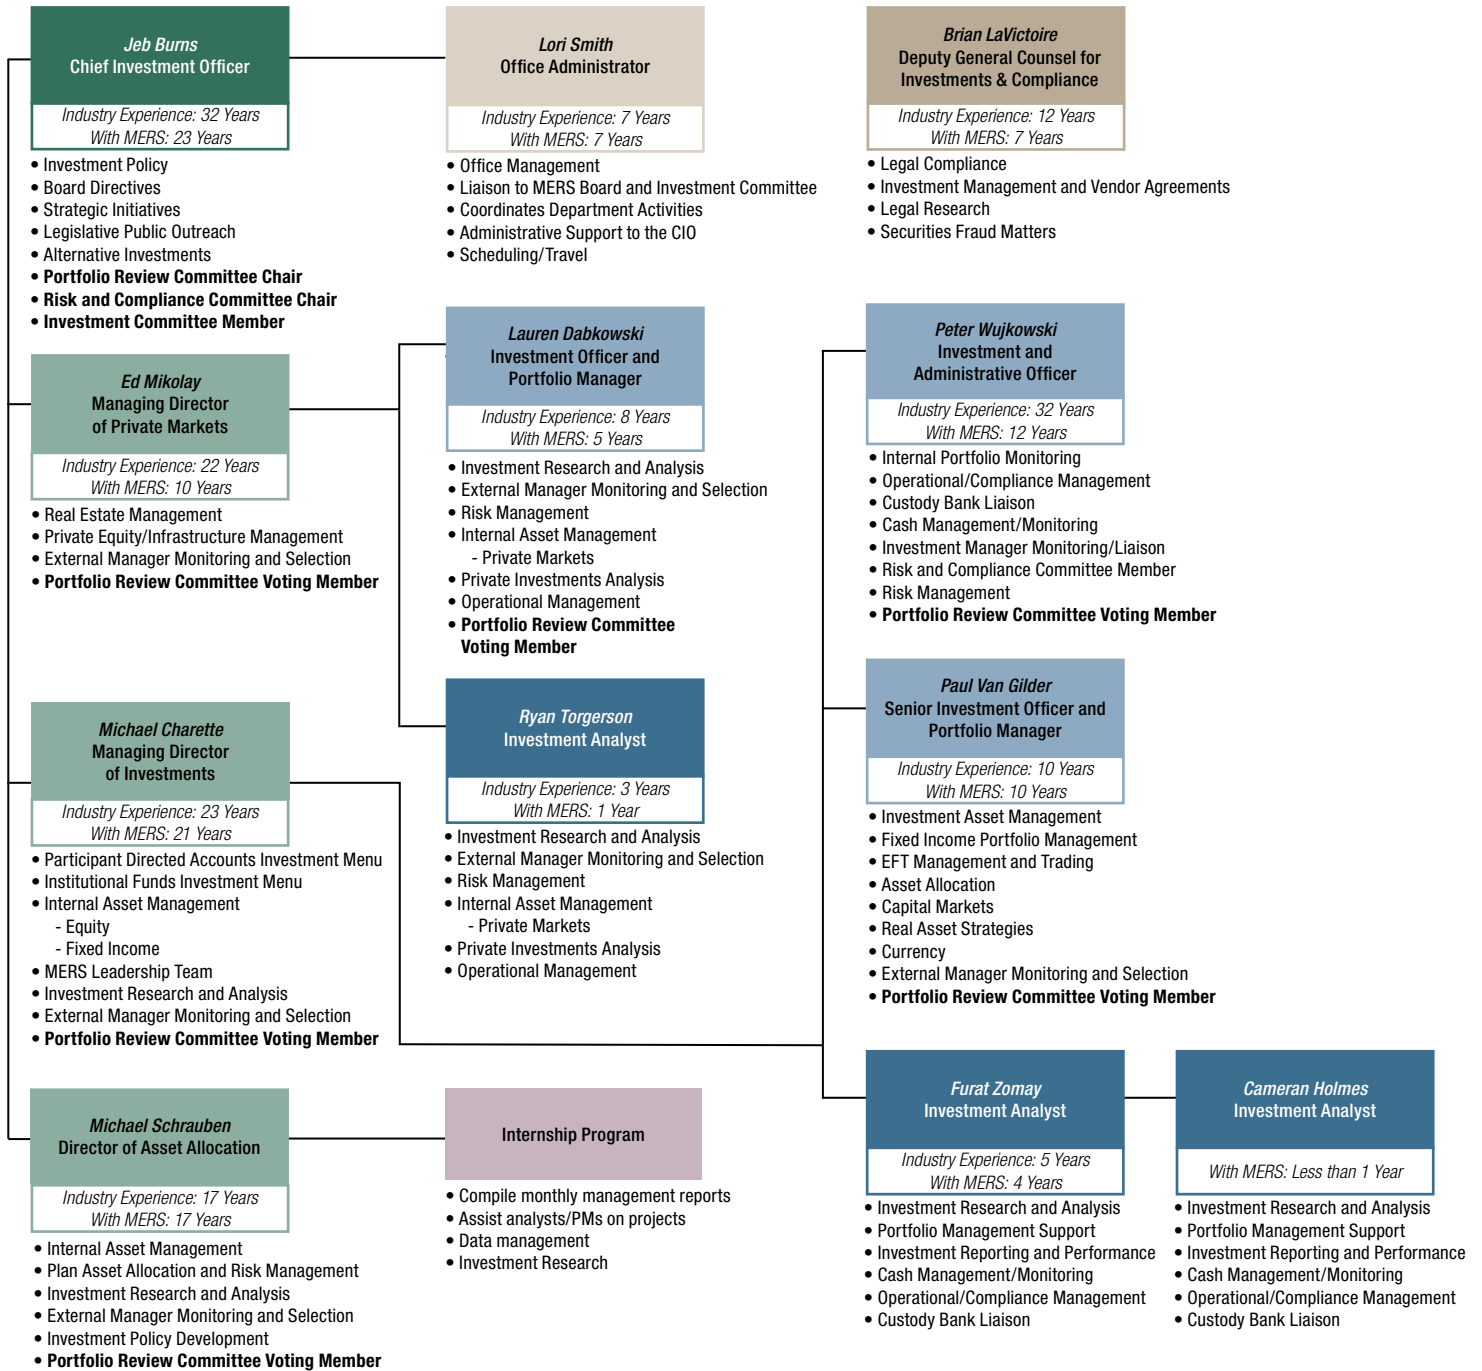 Jeb Burns
Chief Investment Officer
Industry Experience: 32 Years
With MERS: 23 Years
• Investment Policy
• Board Directives
• Strategic Initiatives
• Legislative Public Outreach
• Alternative Investments
• Portfolio Review Committee Chair
• Risk and Compliance Committee Chair
• Investment Committee Member
Lori Smith
Office Administrator
Industry Experience: 7 Years
With MERS: 7 Years
• Office Management
• Liaison to MERS Board and Investment Committee
• Coordinates Department Activities
• Administrative Support to the CIO
• Scheduling/Travel
Brian LaVictoire
Deputy General Counsel for
Investments & Compliance
Industry Experience: 12 Years
With MERS: 7 Years
• Legal Compliance
• Investment Management and Vendor Agreements
• Legal Research
• Securities Fraud Matters
Ed Mikolay
Managing Director
of Private Markets
Industry Experience: 22 Years
With MERS: 10 Years
• Real Estate Management
• Private Equity/Infrastructure Management
• External Manager Monitoring and Selection
• Portfolio Review Committee Voting Member
Lauren Dabkowski
Investment Officer and
Portfolio Manager
Industry Experience: 8 Years
With MERS: 5 Years
• Investment Research and Analysis
• External Manager Monitoring and Selection
• Risk Management
• Internal Asset Management
- Private Markets
• Private Investments Analysis
• Operational Management
• Portfolio Review Committee
Voting Member
Peter Wujkowski
Investment and
Administrative Officer
Industry Experience: 32 Years
With MERS: 12 Years
• Internal Portfolio Monitoring
• Operational/Compliance Management
• Custody Bank Liaison
• Cash Management/Monitoring
• Investment Manager Monitoring/Liaison
• Risk and Compliance Committee Member
• Risk Management
• Portfolio Review Committee Voting Member
Michael Charette
Managing Director
of Investments
Industry Experience: 23 Years
With MERS: 21 Years
• Participant Directed Accounts Investment Menu
• Institutional Funds Investment Menu
• Internal Asset Management
- Equity
- Fixed Income
• MERS Leadership Team
• Investment Research and Analysis
• External Manager Monitoring and Selection
• Portfolio Review Committee Voting Member
Ryan Torgerson
Investment Analyst
Industry Experience: 3 Years
With MERS: 1 Year
• Investment Research and Analysis
• External Manager Monitoring and Selection
• Risk Management
• Internal Asset Management
- Private Markets
• Private Investments Analysis
• Operational Management
Paul Van Gilder
Senior Investment Officer and
Portfolio Manager
Industry Experience: 10 Years
With MERS: 10 Years
• Investment Asset Management
• Fixed Income Portfolio Management
• EFT Management and Trading
• Asset Allocation
• Capital Markets
• Real Asset Strategies
• Currency
• External Manager Monitoring and Selection
• Portfolio Review Committee Voting Member
Michael Schrauben
Director of Asset Allocation
Industry Experience: 17 Years
With MERS: 17 Years
• Internal Asset Management
• Plan Asset Allocation and Risk Management
• Investment Research and Analysis
• External Manager Monitoring and Selection
• Investment Policy Development
• Portfolio Review Committee Voting Member
Internship Program
• Compile monthly management reports
• Assist analysts/PMs on projects
• Data management
• Investment Research
Furat Zomay
Investment Analyst
Industry Experience: 5 Years
With MERS: 4 Years
• Investment Research and Analysis
• Portfolio Management Support
• Investment Reporting and Performance
• Cash Management/Monitoring
• Operational/Compliance Management
• Custody Bank Liaison
Cameran Holmes
Investment Analyst
With MERS: Less than 1 Year
• Investment Research and Analysis
• Portfolio Management Support
• Investment Reporting and Performance
• Cash Management/Monitoring
• Operational/Compliance Management
• Custody Bank Liaison